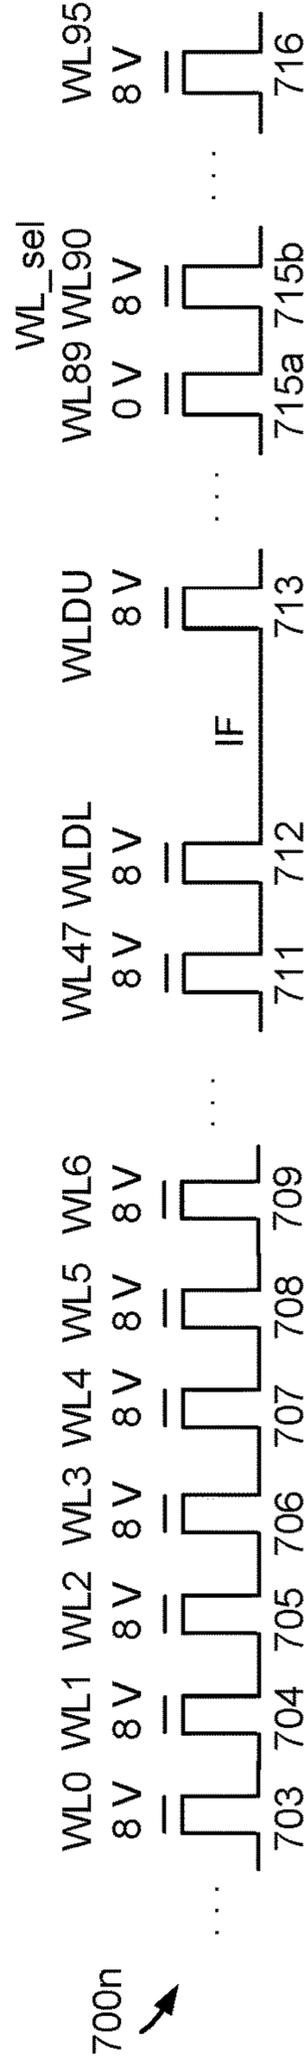 WL_sel
WL0 WL1 WL2 WL3 WL4 WL5 WL6 WL47 WLDL WLDU WL89 WL90 WL95
8 V 8 V 8 V 8 V 8 V 8 V 8 V 8 V 8 V 8 V 0 V 8 V 8 V
700n
IF
. . . . . . . . . . . . . . .
703 704 705 706 707 708 709 711 712 713 715a 715b 716